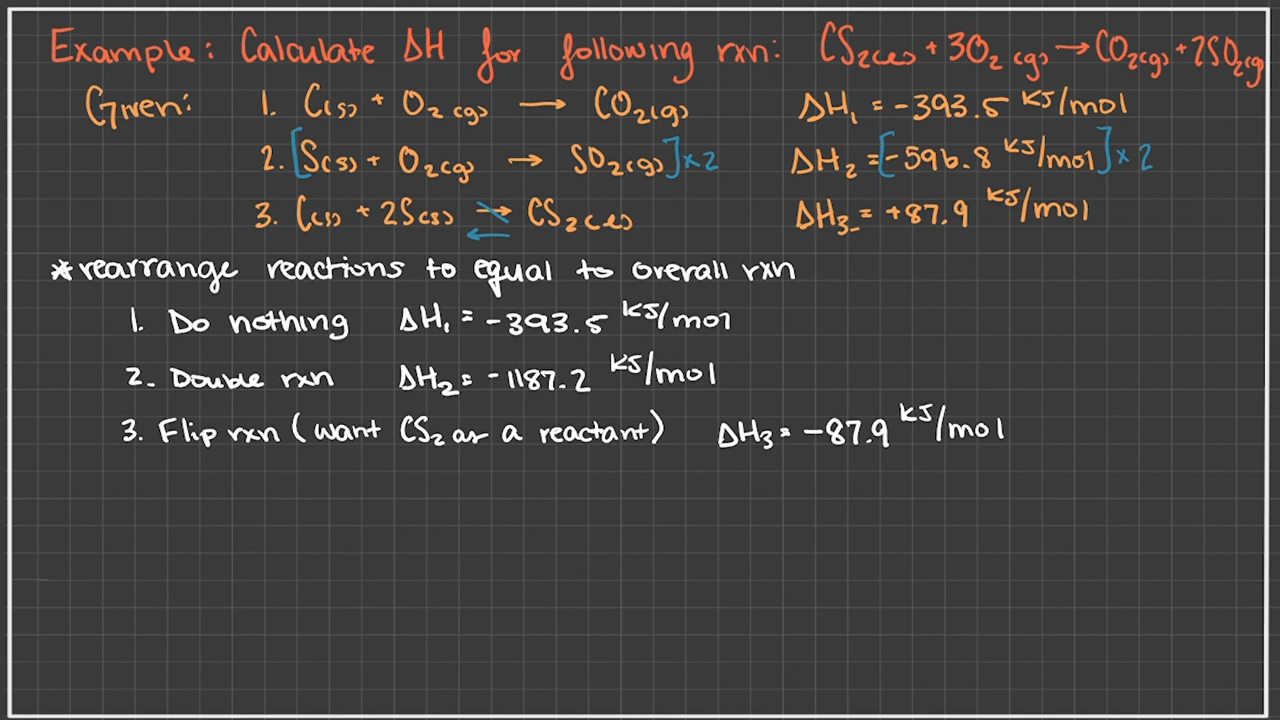 Example: Calculate ΔH for following rxn: CS₂(ℓ) + 3O₂(g) → CO₂(g) + 2SO₂(g)
Given: 1. C(s) + O₂(g) → CO₂(g) ΔH₁ = -393.5 KJ/mol
2. [S(s) + O₂(g) → SO₂(g)] × 2 ΔH₂ = [-596.8 KJ/mol] × 2
3. C(s) + 2S(s) → CS₂(ℓ) ΔH₃ = +87.9 KJ/mol
←
*rearrange reactions to equal to overall rxn
1. Do nothing ΔH₁ = -393.5 KJ/mol
2. Double rxn ΔH₂ = -1187.2 KJ/mol
3. Flip rxn (want CS₂ as a reactant) ΔH₃ = -87.9 KJ/mol